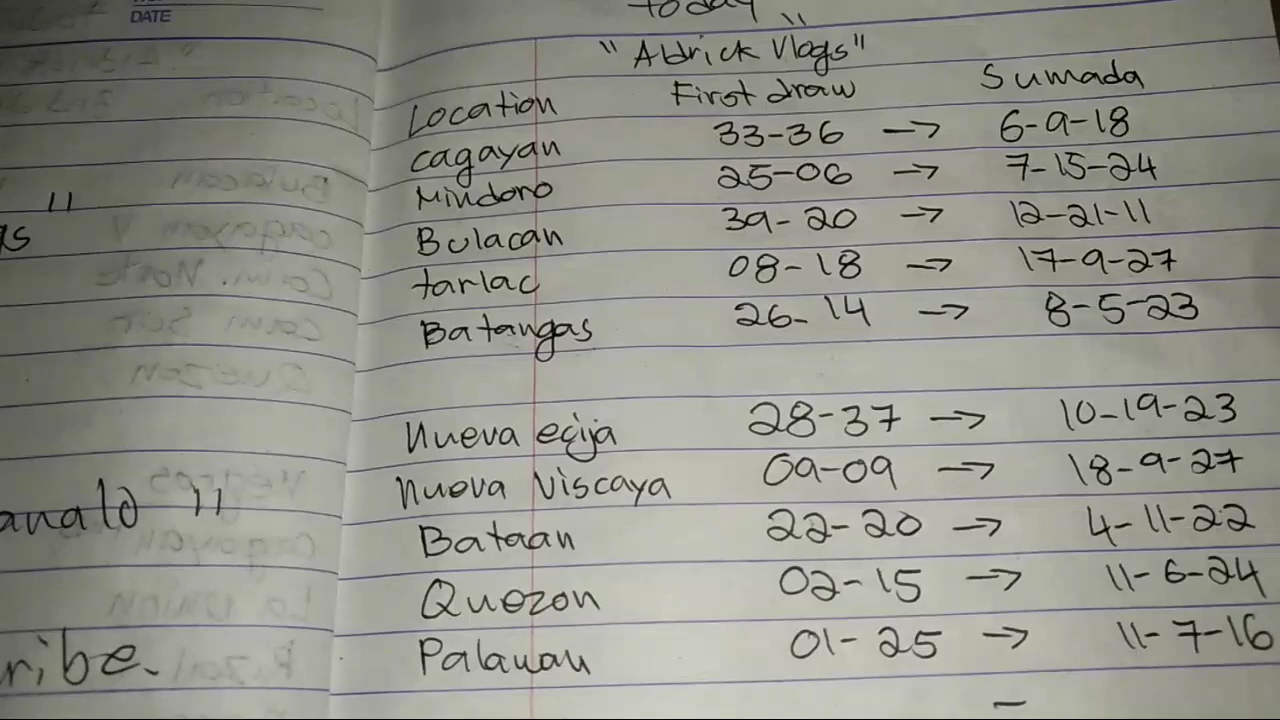 DATE
today"
"Aldrick Vlogs"
Location First draw Sumada
cagayan 33-36 → 6-9-18
Mindoro 25-06 → 7-15-24
Bulacan 39-20 → 12-21-11
tarlac 08-18 → 17-9-27
Batangas 26-14 → 8-5-23
Nueva ecija 28-37 → 10-19-23
Nuova Viscaya 09-09 → 18-9-27
Bataan 22-20 → 4-11-22
Quezon 02-15 → 11-6-24
Palawan 01-25 → 11-7-16